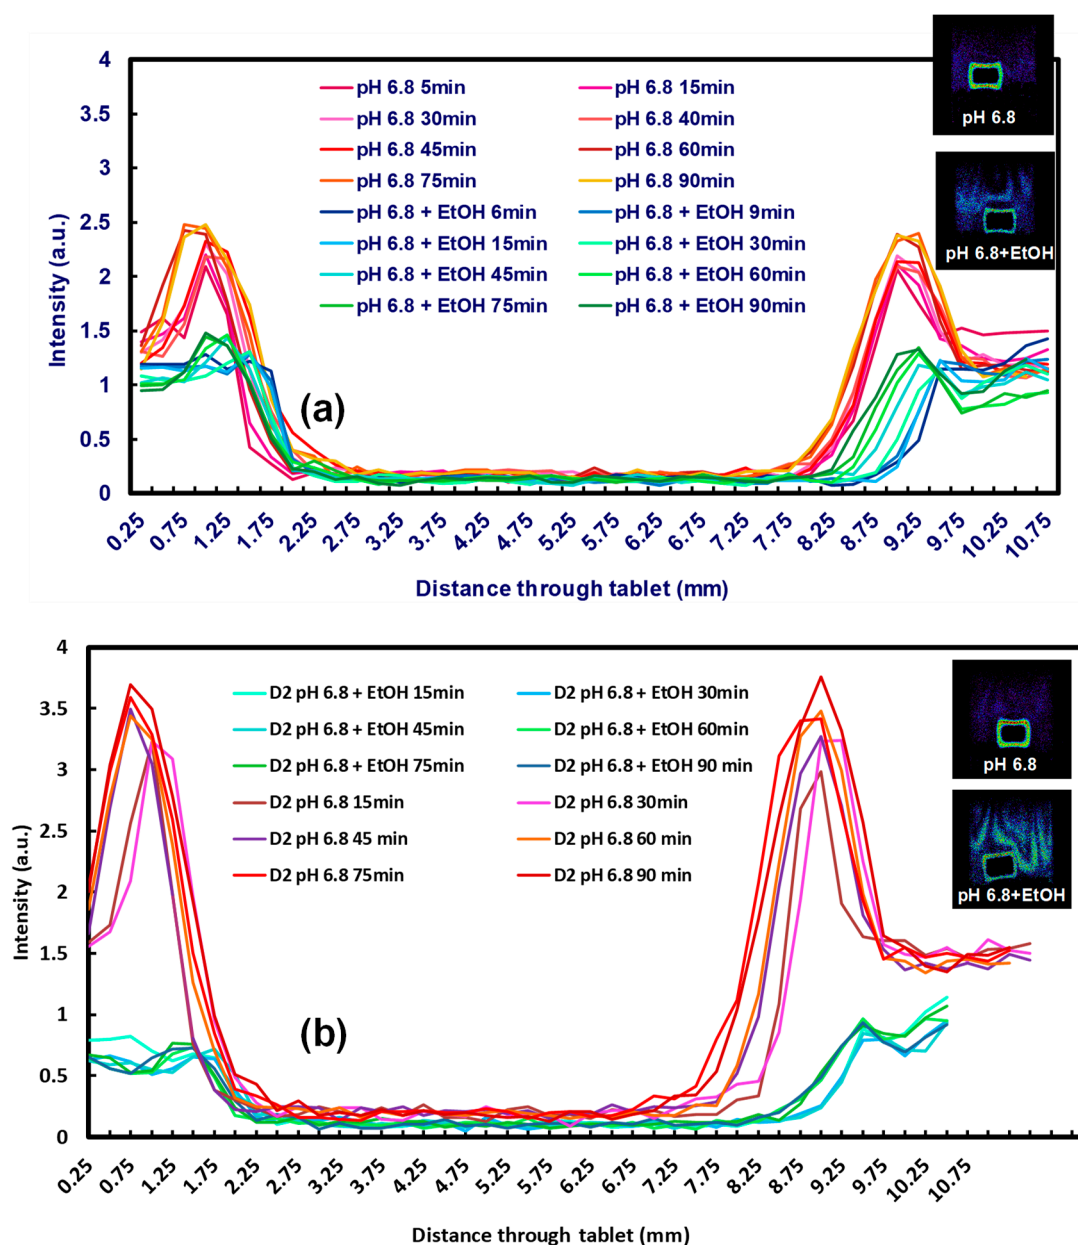 4
3.5
3
2.5
2
1.5
1
0.5
0
Intensity (a.u.)
pH 6.8 5min
pH 6.8 15min
pH 6.8 30min
pH 6.8 40min
pH 6.8 45min
pH 6.8 60min
pH 6.8 75min
pH 6.8 90min
pH 6.8 + EtOH 6min
pH 6.8 + EtOH 9min
pH 6.8 + EtOH 15min
pH 6.8 + EtOH 30min
pH 6.8 + EtOH 45min
pH 6.8 + EtOH 60min
pH 6.8 + EtOH 75min
pH 6.8 + EtOH 90min
pH 6.8
pH 6.8+EtOH
(a)
0.25 0.75 1.25 1.75 2.25 2.75 3.25 3.75 4.25 4.75 5.25 5.75 6.25 6.75 7.25 7.75 8.25 8.75 9.25 9.75 10.25 10.75
Distance through tablet (mm)
4
3.5
3
2.5
2
1.5
1
0.5
0
Intensity (a.u.)
D2 pH 6.8 + EtOH 15min
D2 pH 6.8 + EtOH 30min
D2 pH 6.8 + EtOH 45min
D2 pH 6.8 + EtOH 60min
D2 pH 6.8 + EtOH 75min
D2 pH 6.8 + EtOH 90 min
D2 pH 6.8 15min
D2 pH 6.8 30min
D2 pH 6.8 45 min
D2 pH 6.8 60 min
D2 pH 6.8 75min
D2 pH 6.8 90 min
pH 6.8
pH 6.8+EtOH
(b)
0.25 0.75 1.25 1.75 2.25 2.75 3.25 3.75 4.25 4.75 5.25 5.75 6.25 6.75 7.25 7.75 8.25 8.75 9.25 9.75 10.25 10.75
Distance through tablet (mm)